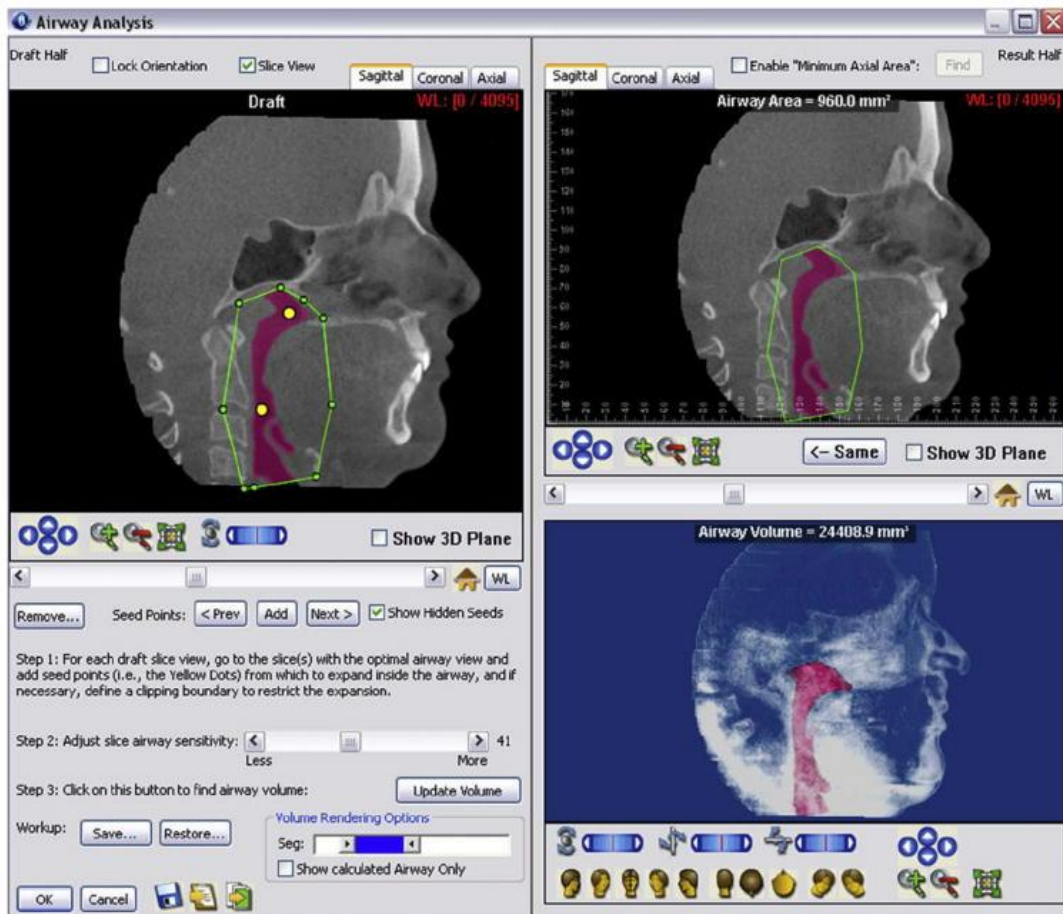 Airway Analysis
Draft Half
Lock Orientation
Slice View
Sagittal
Coronal
Axial
Draft
WL: [0 / 4095]
Show 3D Plane
WL
Remove...
Seed Points:
< Prev
Add
Next >
Show Hidden Seeds
Step 1: For each draft slice view, go to the slice(s) with the optimal airway view and
add seed points (i.e., the Yellow Dots) from which to expand inside the airway, and if
necessary, define a clipping boundary to restrict the expansion.
Step 2: Adjust slice airway sensitivity:
41
Less
More
Step 3: Click on this button to find airway volume:
Update Volume
Workup:
Save...
Restore...
Volume Rendering Options
Seg:
Show calculated Airway Only
OK
Cancel
Enable "Minimum Axial Area":
Find
Result Half
Sagittal
Coronal
Axial
Airway Area = 960.0 mm²
WL: [0 / 4095]
<- Same
Show 3D Plane
WL
Airway Volume = 24408.9 mm³